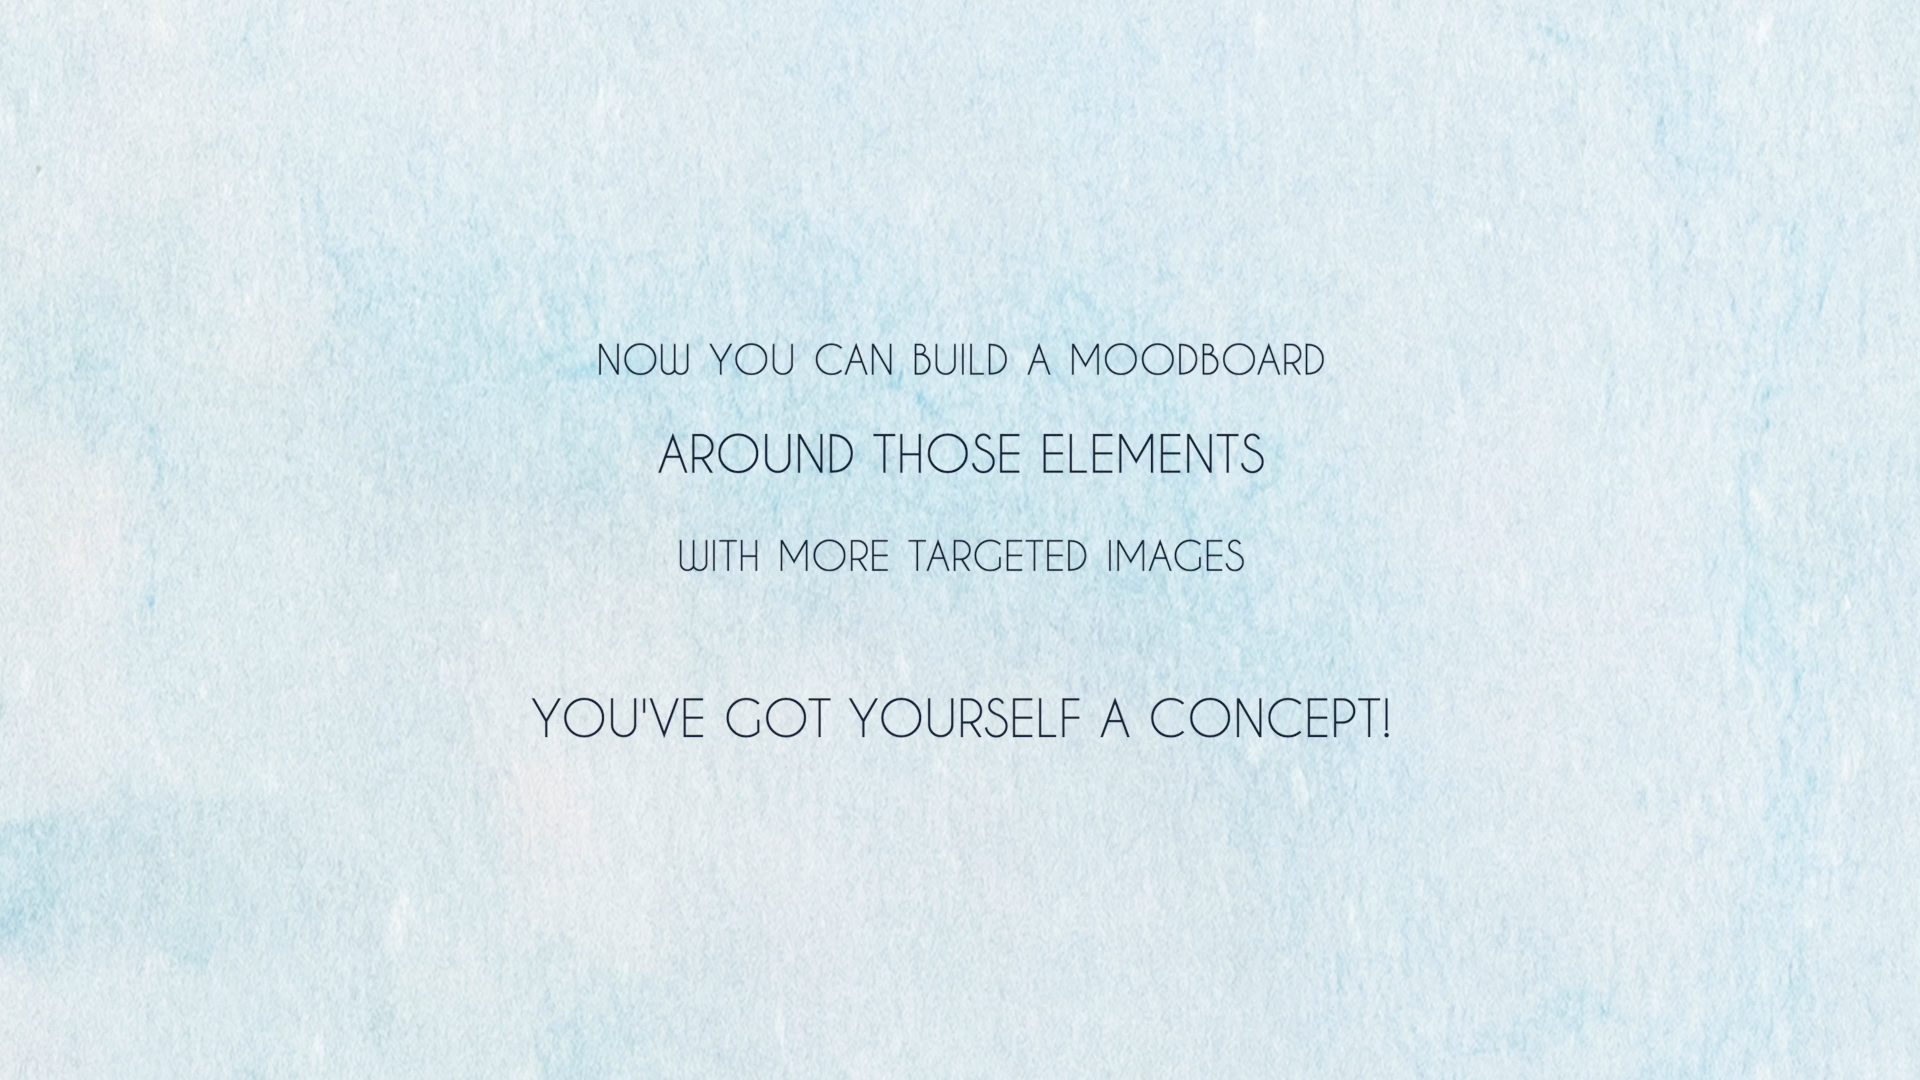 NOW YOU CAN BUILD A MOODBOARD
AROUND THOSE ELEMENTS
WITH MORE TARGETED IMAGES
YOU'VE GOT YOURSELF A CONCEPT!